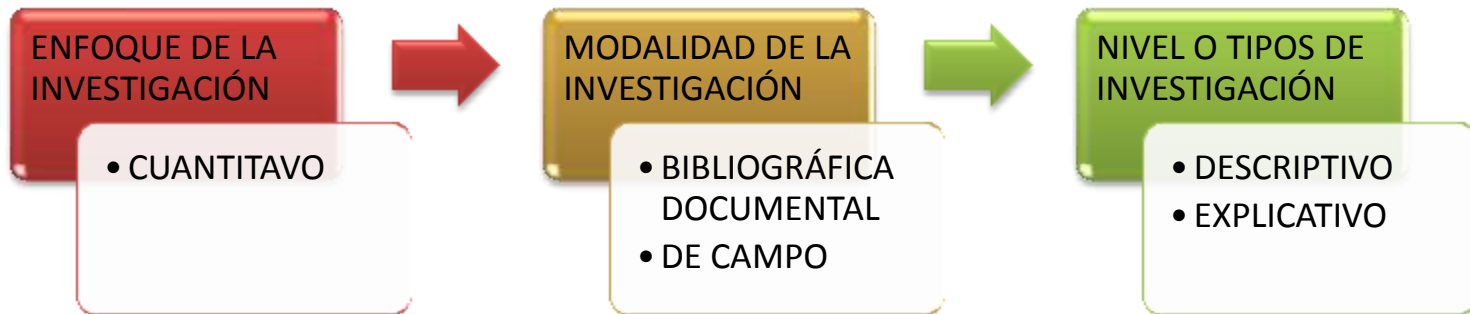 ENFOQUE DE LA
INVESTIGACIÓN
• CUANTITAVO
MODALIDAD DE LA
INVESTIGACIÓN
• BIBLIOGRÁFICA
DOCUMENTAL
• DE CAMPO
NIVEL O TIPOS DE
INVESTIGACIÓN
• DESCRIPTIVO
• EXPLICATIVO